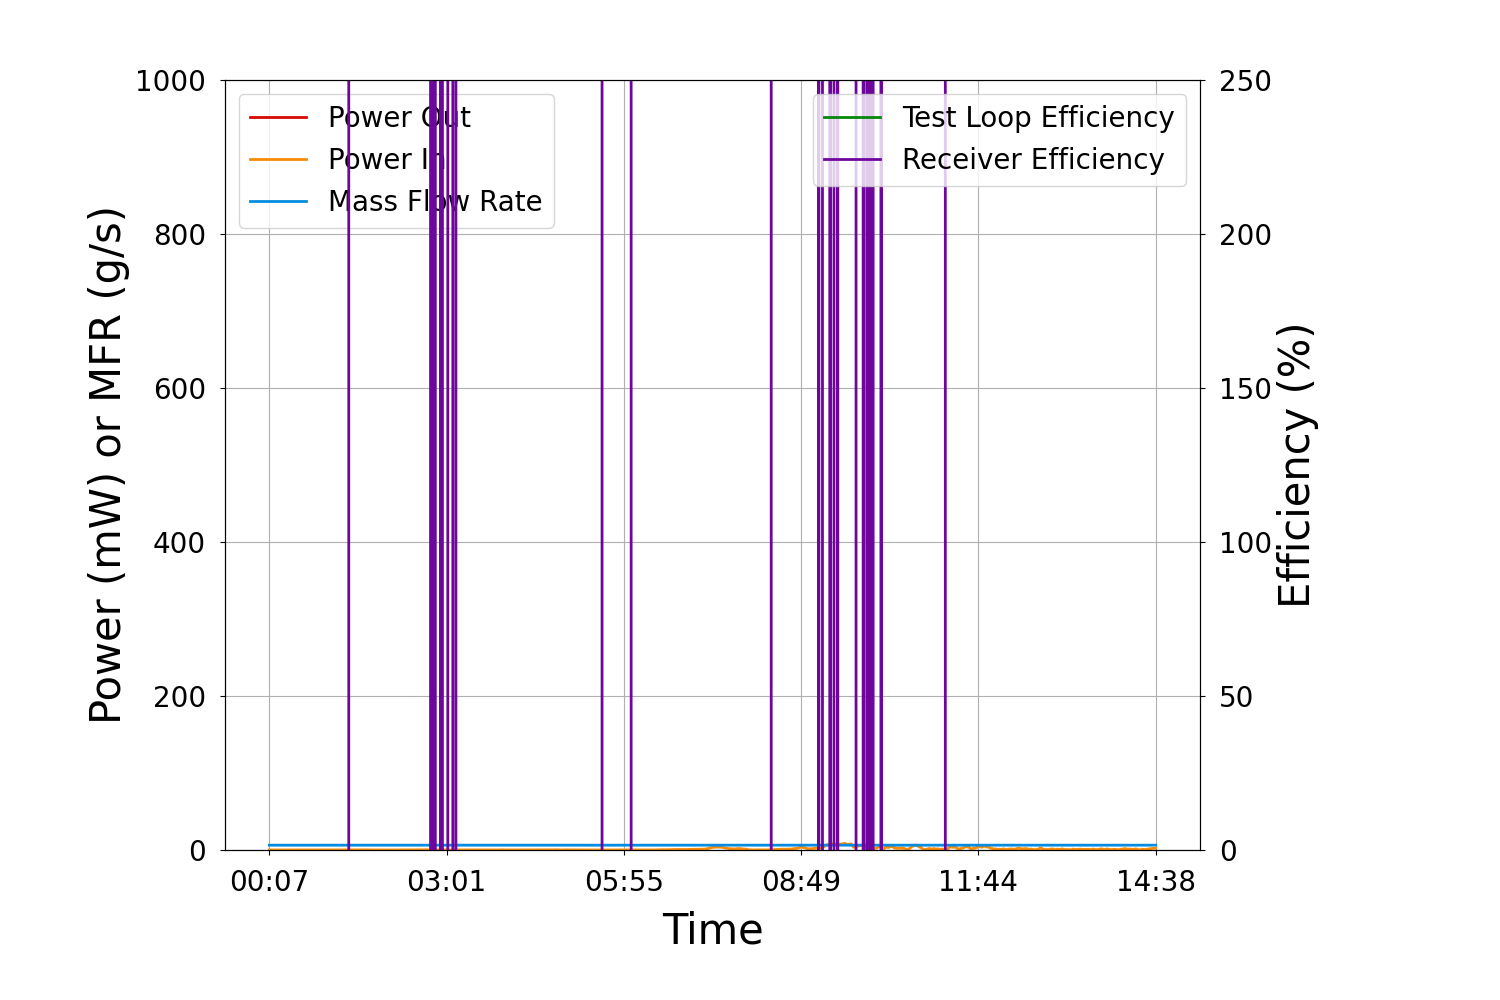 1000
800
600
400
200
0
Power (mW) or MFR (g/s)
Power Out
Power In
Mass Flow Rate
Test Loop Efficiency
Receiver Efficiency
250
200
150
100
50
0
Efficiency (%)
00:07 03:01 05:55 08:49 11:44 14:38
Time